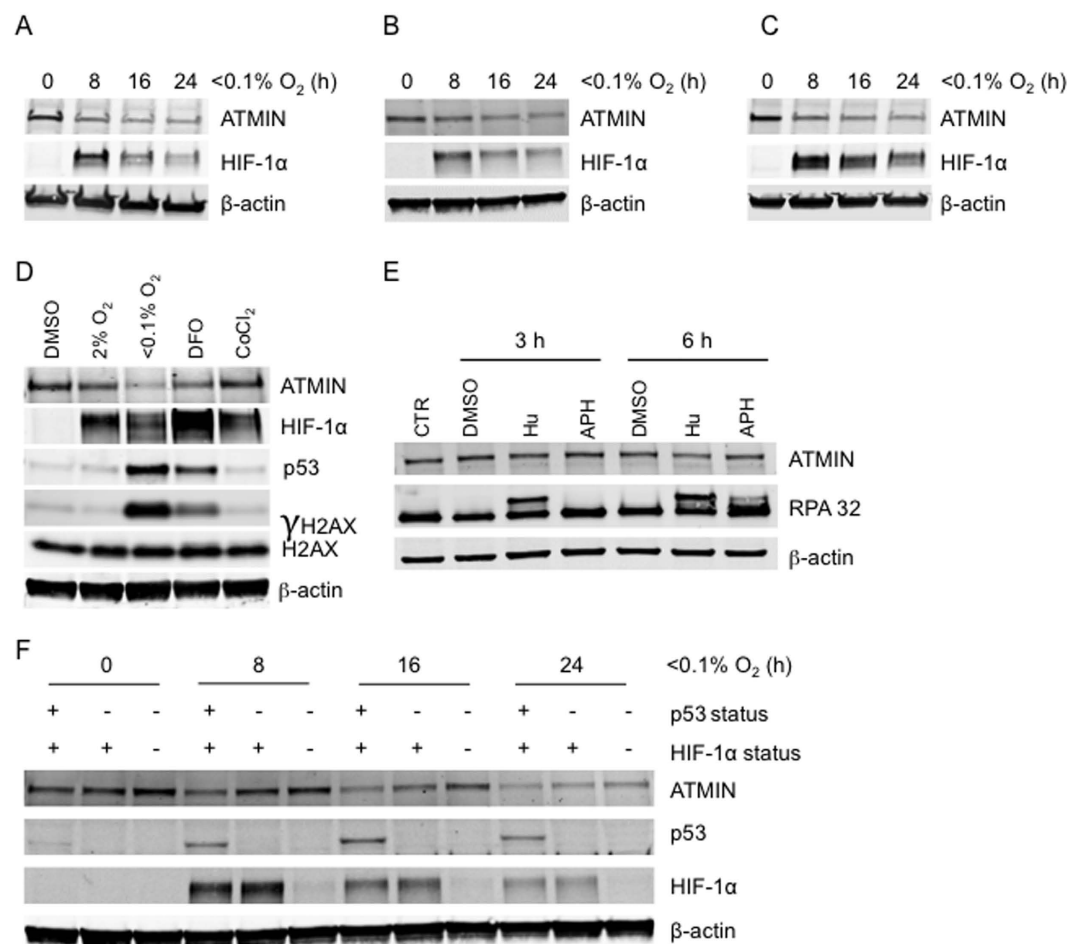 A
B
C
0 8 16 24 <0.1% O₂ (h)
ATMIN
HIF-1α
β-actin
0 8 16 24 <0.1% O₂ (h)
ATMIN
HIF-1α
β-actin
0 8 16 24 <0.1% O₂ (h)
ATMIN
HIF-1α
β-actin
D
DMSO
2% O₂
<0.1% O₂
DFO
CoCl₂
ATMIN
HIF-1α
p53
γH2AX
H2AX
β-actin
E
3 h 6 h
CTR
DMSO
Hu
APH
DMSO
Hu
APH
ATMIN
RPA 32
β-actin
F
0 8 16 24 <0.1% O₂ (h)
+ - - + - - + - - + - - p53 status
+ + - + + - + + - + + - HIF-1α status
ATMIN
p53
HIF-1α
β-actin